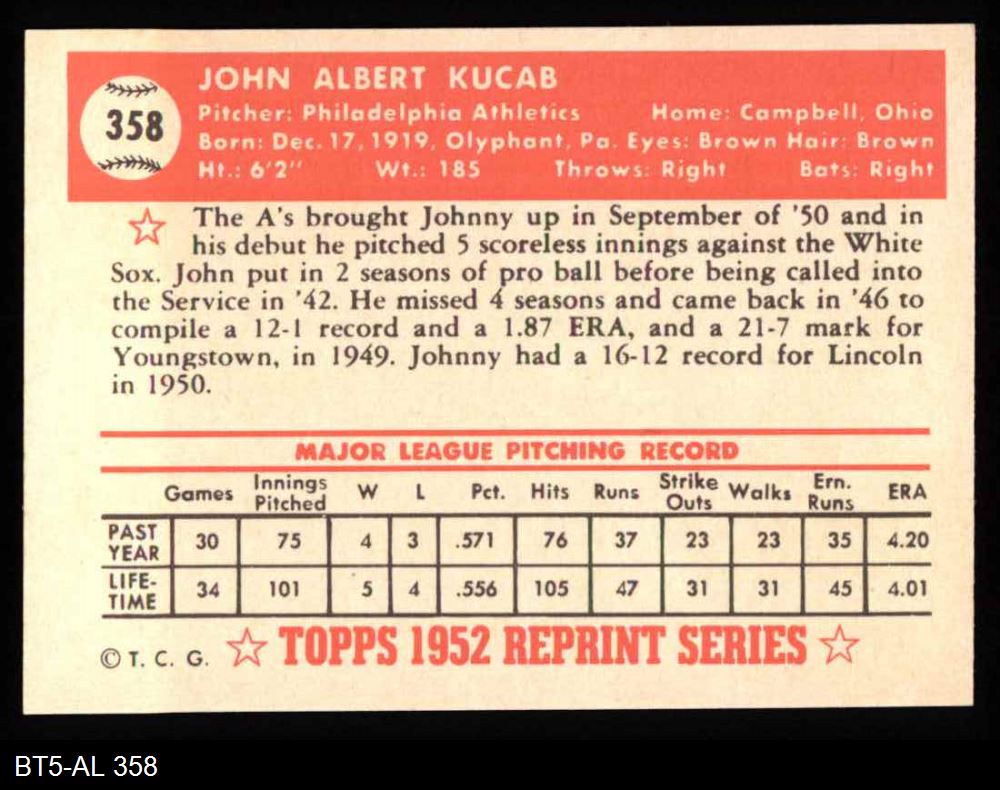 JOHN ALBERT KUCAB
358
Pitcher: Philadelphia Athletics Home: Campbell, Ohio
Born: Dec. 17, 1919, Olyphant, Pa. Eyes: Brown Hair: Brown
Ht.: 6'2" Wt.: 185 Throws: Right Bats: Right
The A's brought Johnny up in September of '50 and in
his debut he pitched 5 scoreless innings against the White
Sox. John put in 2 seasons of pro ball before being called into
the Service in '42. He missed 4 seasons and came back in '46 to
compile a 12-1 record and a 1.87 ERA, and a 21-7 mark for
Youngstown, in 1949. Johnny had a 16-12 record for Lincoln
in 1950.
MAJOR LEAGUE PITCHING RECORD
Games Innings Pitched W L Pct. Hits Runs Strike Outs Walks Ern. Runs ERA
PAST YEAR 30 75 4 3 .571 76 37 23 23 35 4.20
LIFE-TIME 34 101 5 4 .556 105 47 31 31 45 4.01
© T. C. G. ☆ TOPPS 1952 REPRINT SERIES ☆
BT5-AL 358